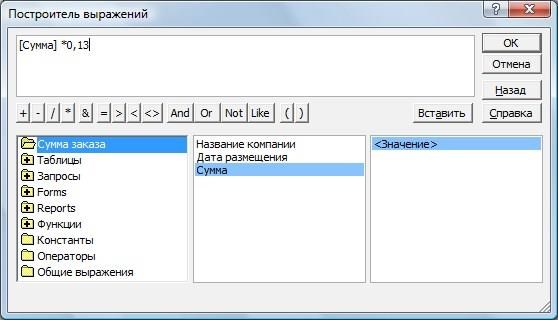 Построитель выражений
[Сумма] *0,13
ОК
Отмена
Назад
+ - / * & = > < <> And Or Not Like ( )
Вставить
Справка
Сумма заказа
Таблицы
Запросы
Forms
Reports
Функции
Константы
Операторы
Общие выражения
Название компании
Дата размещения
Сумма
<Значение>